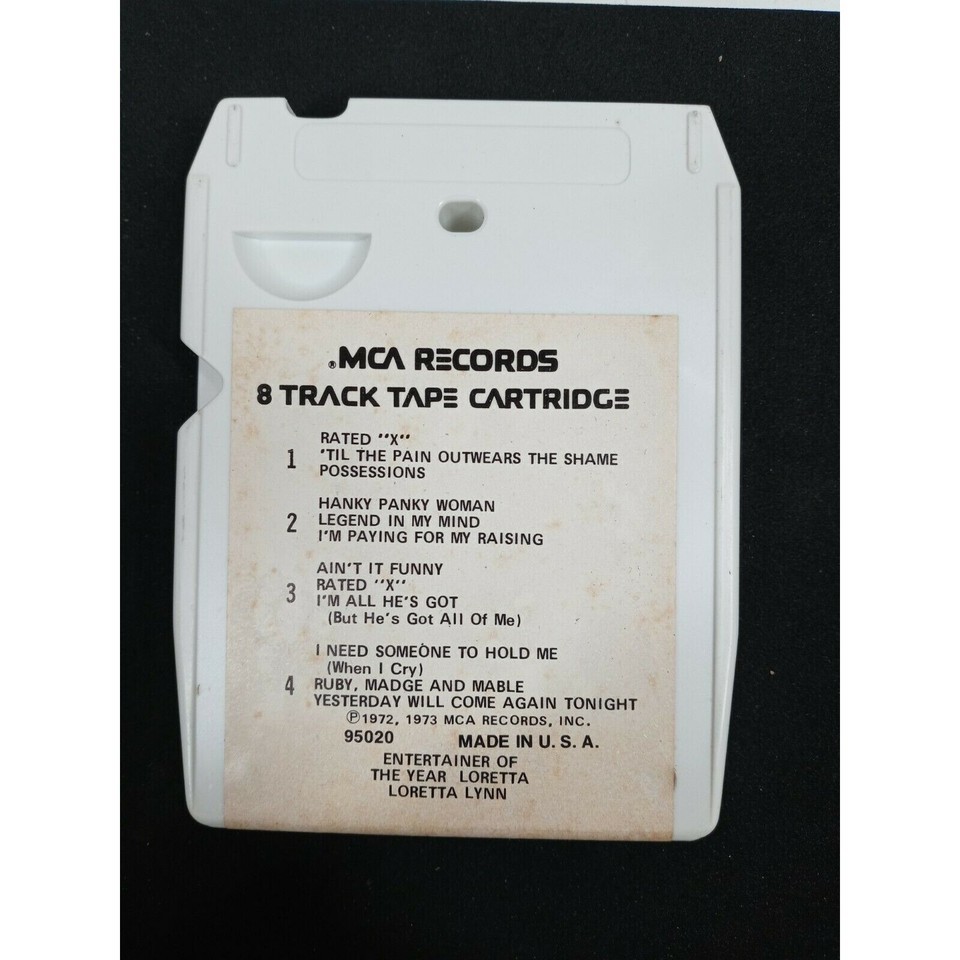 ®MCA RECORDS
8 TRACK TAPE CARTRIDGE
RATED "X"
1 'TIL THE PAIN OUTWEARS THE SHAME
POSSESSIONS
HANKY PANKY WOMAN
2 LEGEND IN MY MIND
I'M PAYING FOR MY RAISING
AIN'T IT FUNNY
3 RATED "X"
I'M ALL HE'S GOT
(But He's Got All Of Me)
I NEED SOMEONE TO HOLD ME
(When I Cry)
4 RUBY, MADGE AND MABLE
YESTERDAY WILL COME AGAIN TONIGHT
Ⓟ1972, 1973 MCA RECORDS, INC.
95020 MADE IN U. S. A.
ENTERTAINER OF
THE YEAR LORETTA
LORETTA LYNN